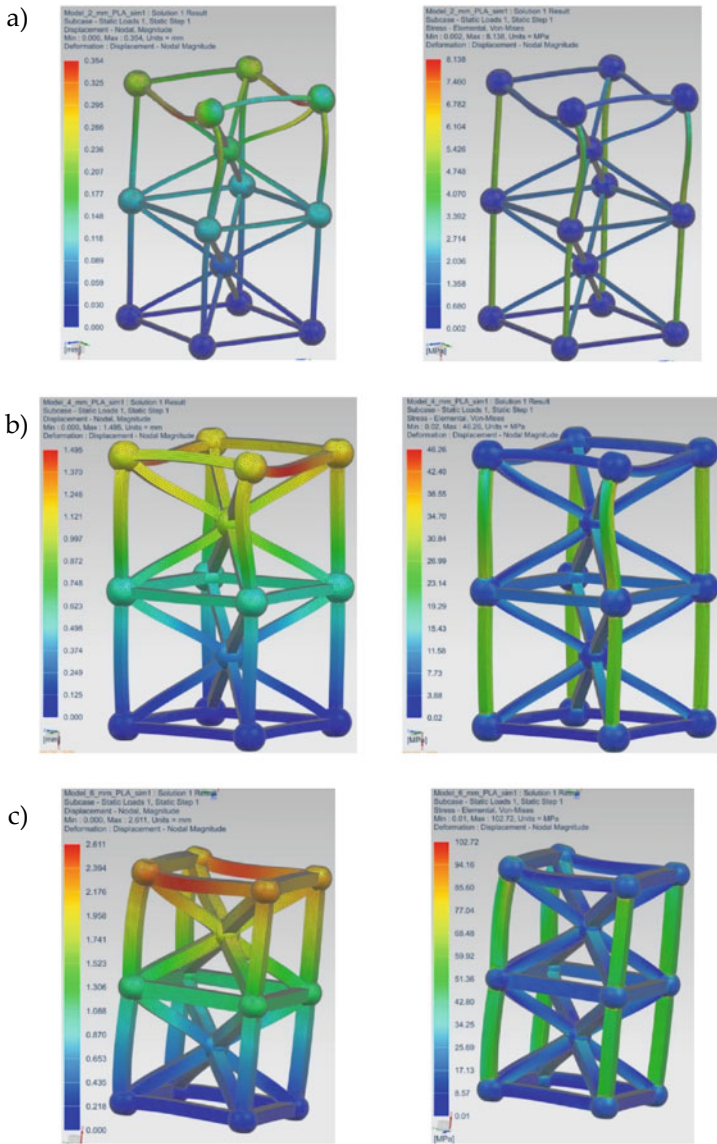 a)
Model_2_mm_PLA_sim1 : Solution 1 Result
Subcase - Static Loads 1, Static Step 1
Displacement - Nodal, Magnitude
Min : 0.000, Max : 0.354, Units = mm
Deformation : Displacement - Nodal Magnitude
0.354
0.325
0.295
0.266
0.236
0.207
0.177
0.148
0.118
0.089
0.059
0.030
0.000
[mm]
Model_2_mm_PLA_sim1 : Solution 1 Result
Subcase - Static Loads 1, Static Step 1
Stress - Elemental, Von-Mises
Min : 0.002, Max : 8.138, Units = MPa
Deformation : Displacement - Nodal Magnitude
8.138
7.460
6.782
6.104
5.426
4.748
4.070
3.392
2.714
2.036
1.358
0.680
0.002
[MPa]
b)
Model_4_mm_PLA_sim1 : Solution 1 Result
Subcase - Static Loads 1, Static Step 1
Displacement - Nodal, Magnitude
Min : 0.000, Max : 1.495, Units = mm
Deformation : Displacement - Nodal Magnitude
1.495
1.370
1.246
1.121
0.997
0.872
0.748
0.623
0.498
0.374
0.249
0.125
0.000
[mm]
Model_4_mm_PLA_sim1 : Solution 1 Result
Subcase - Static Loads 1, Static Step 1
Stress - Elemental, Von-Mises
Min : 0.02, Max : 46.26, Units = MPa
Deformation : Displacement - Nodal Magnitude
46.26
42.40
38.55
34.70
30.84
26.99
23.14
19.29
15.43
11.58
7.73
3.88
0.02
[MPa]
c)
Model_6_mm_PLA_sim1 : Solution 1 Result
Subcase - Static Loads 1, Static Step 1
Displacement - Nodal, Magnitude
Min : 0.000, Max : 2.611, Units = mm
Deformation : Displacement - Nodal Magnitude
2.611
2.394
2.176
1.958
1.741
1.523
1.306
1.088
0.870
0.653
0.435
0.218
0.000
Model_6_mm_PLA_sim1 : Solution 1 Result
Subcase - Static Loads 1, Static Step 1
Stress - Elemental, Von-Mises
Min : 0.01, Max : 102.72, Units = MPa
Deformation : Displacement - Nodal Magnitude
102.72
94.16
85.60
77.04
68.48
59.92
51.36
42.80
34.25
25.69
17.13
8.57
0.01
[MPa]